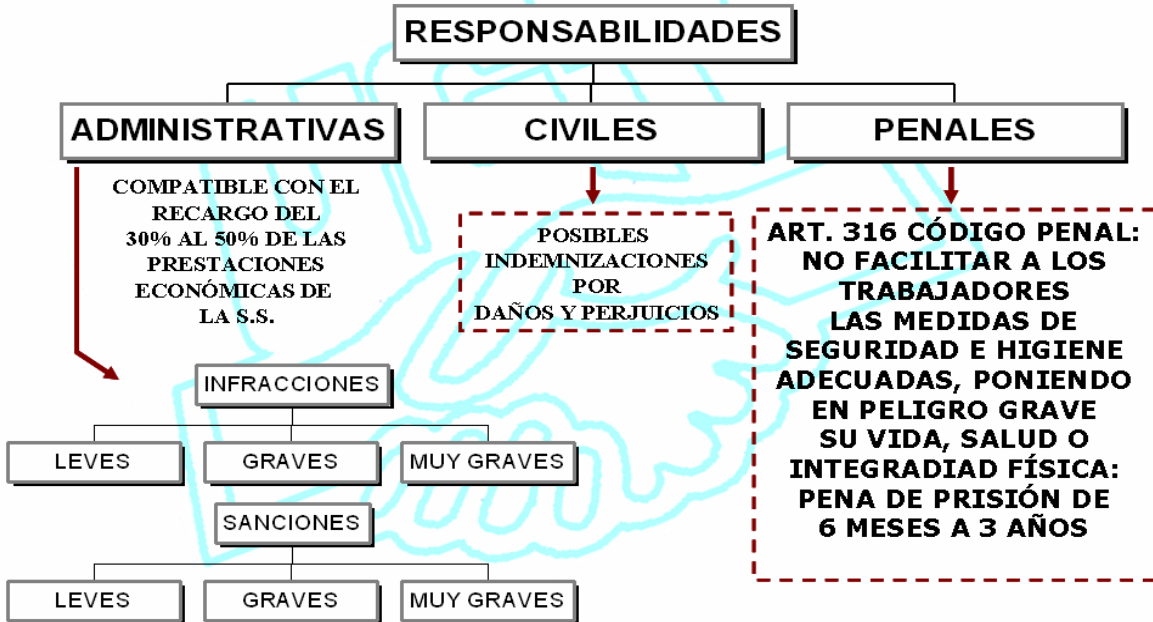 RESPONSABILIDADES
ADMINISTRATIVAS
CIVILES
PENALES
COMPATIBLE CON EL
RECARGO DEL
30% AL 50% DE LAS
PRESTACIONES
ECONÓMICAS DE
LA S.S.
POSIBLES
INDEMNIZACIONES
POR
DAÑOS Y PERJUICIOS
ART. 316 CÓDIGO PENAL:
NO FACILITAR A LOS
TRABAJADORES
LAS MEDIDAS DE
SEGURIDAD E HIGIENE
ADECUADAS, PONIENDO
EN PELIGRO GRAVE
SU VIDA, SALUD O
INTEGRADIAD FÍSICA:
PENA DE PRISIÓN DE
6 MESES A 3 AÑOS
INFRACCIONES
LEVES
GRAVES
MUY GRAVES
SANCIONES
LEVES
GRAVES
MUY GRAVES